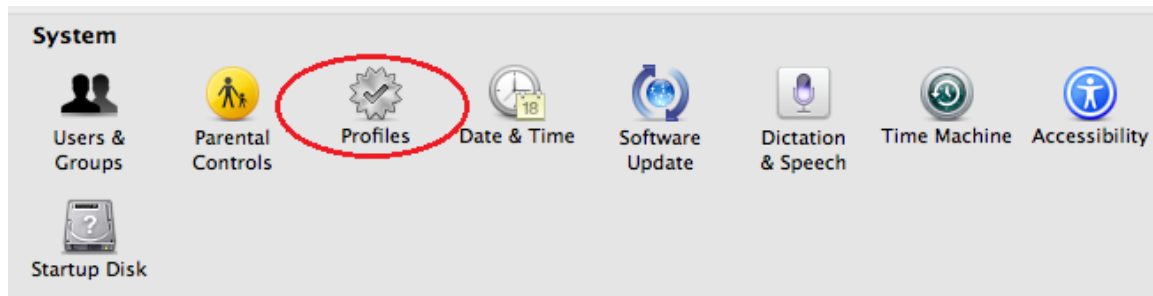 System
18
Users & Groups
Parental Controls
Profiles
Date & Time
Software Update
Dictation & Speech
Time Machine
Accessibility
?
Startup Disk